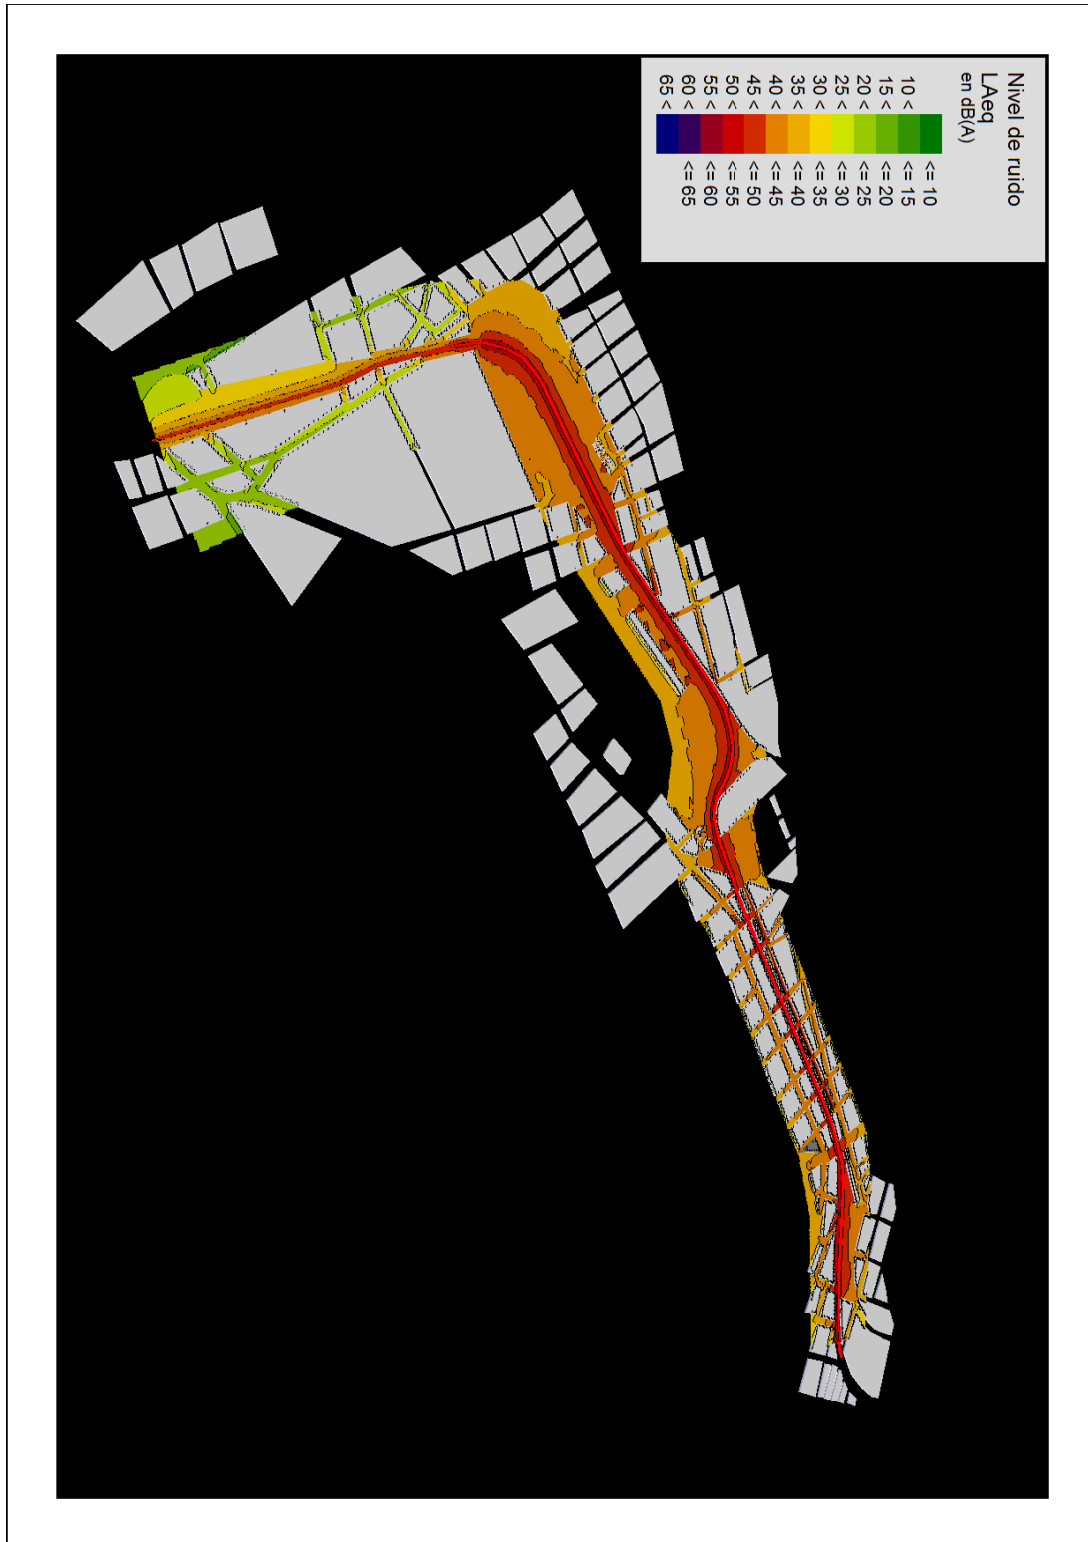 Nivel de ruido
LAeq
en dB(A)
<= 10
10 < <= 15
15 < <= 20
20 < <= 25
25 < <= 30
30 < <= 35
35 < <= 40
40 < <= 45
45 < <= 50
50 < <= 55
55 < <= 60
60 < <= 65
65 <